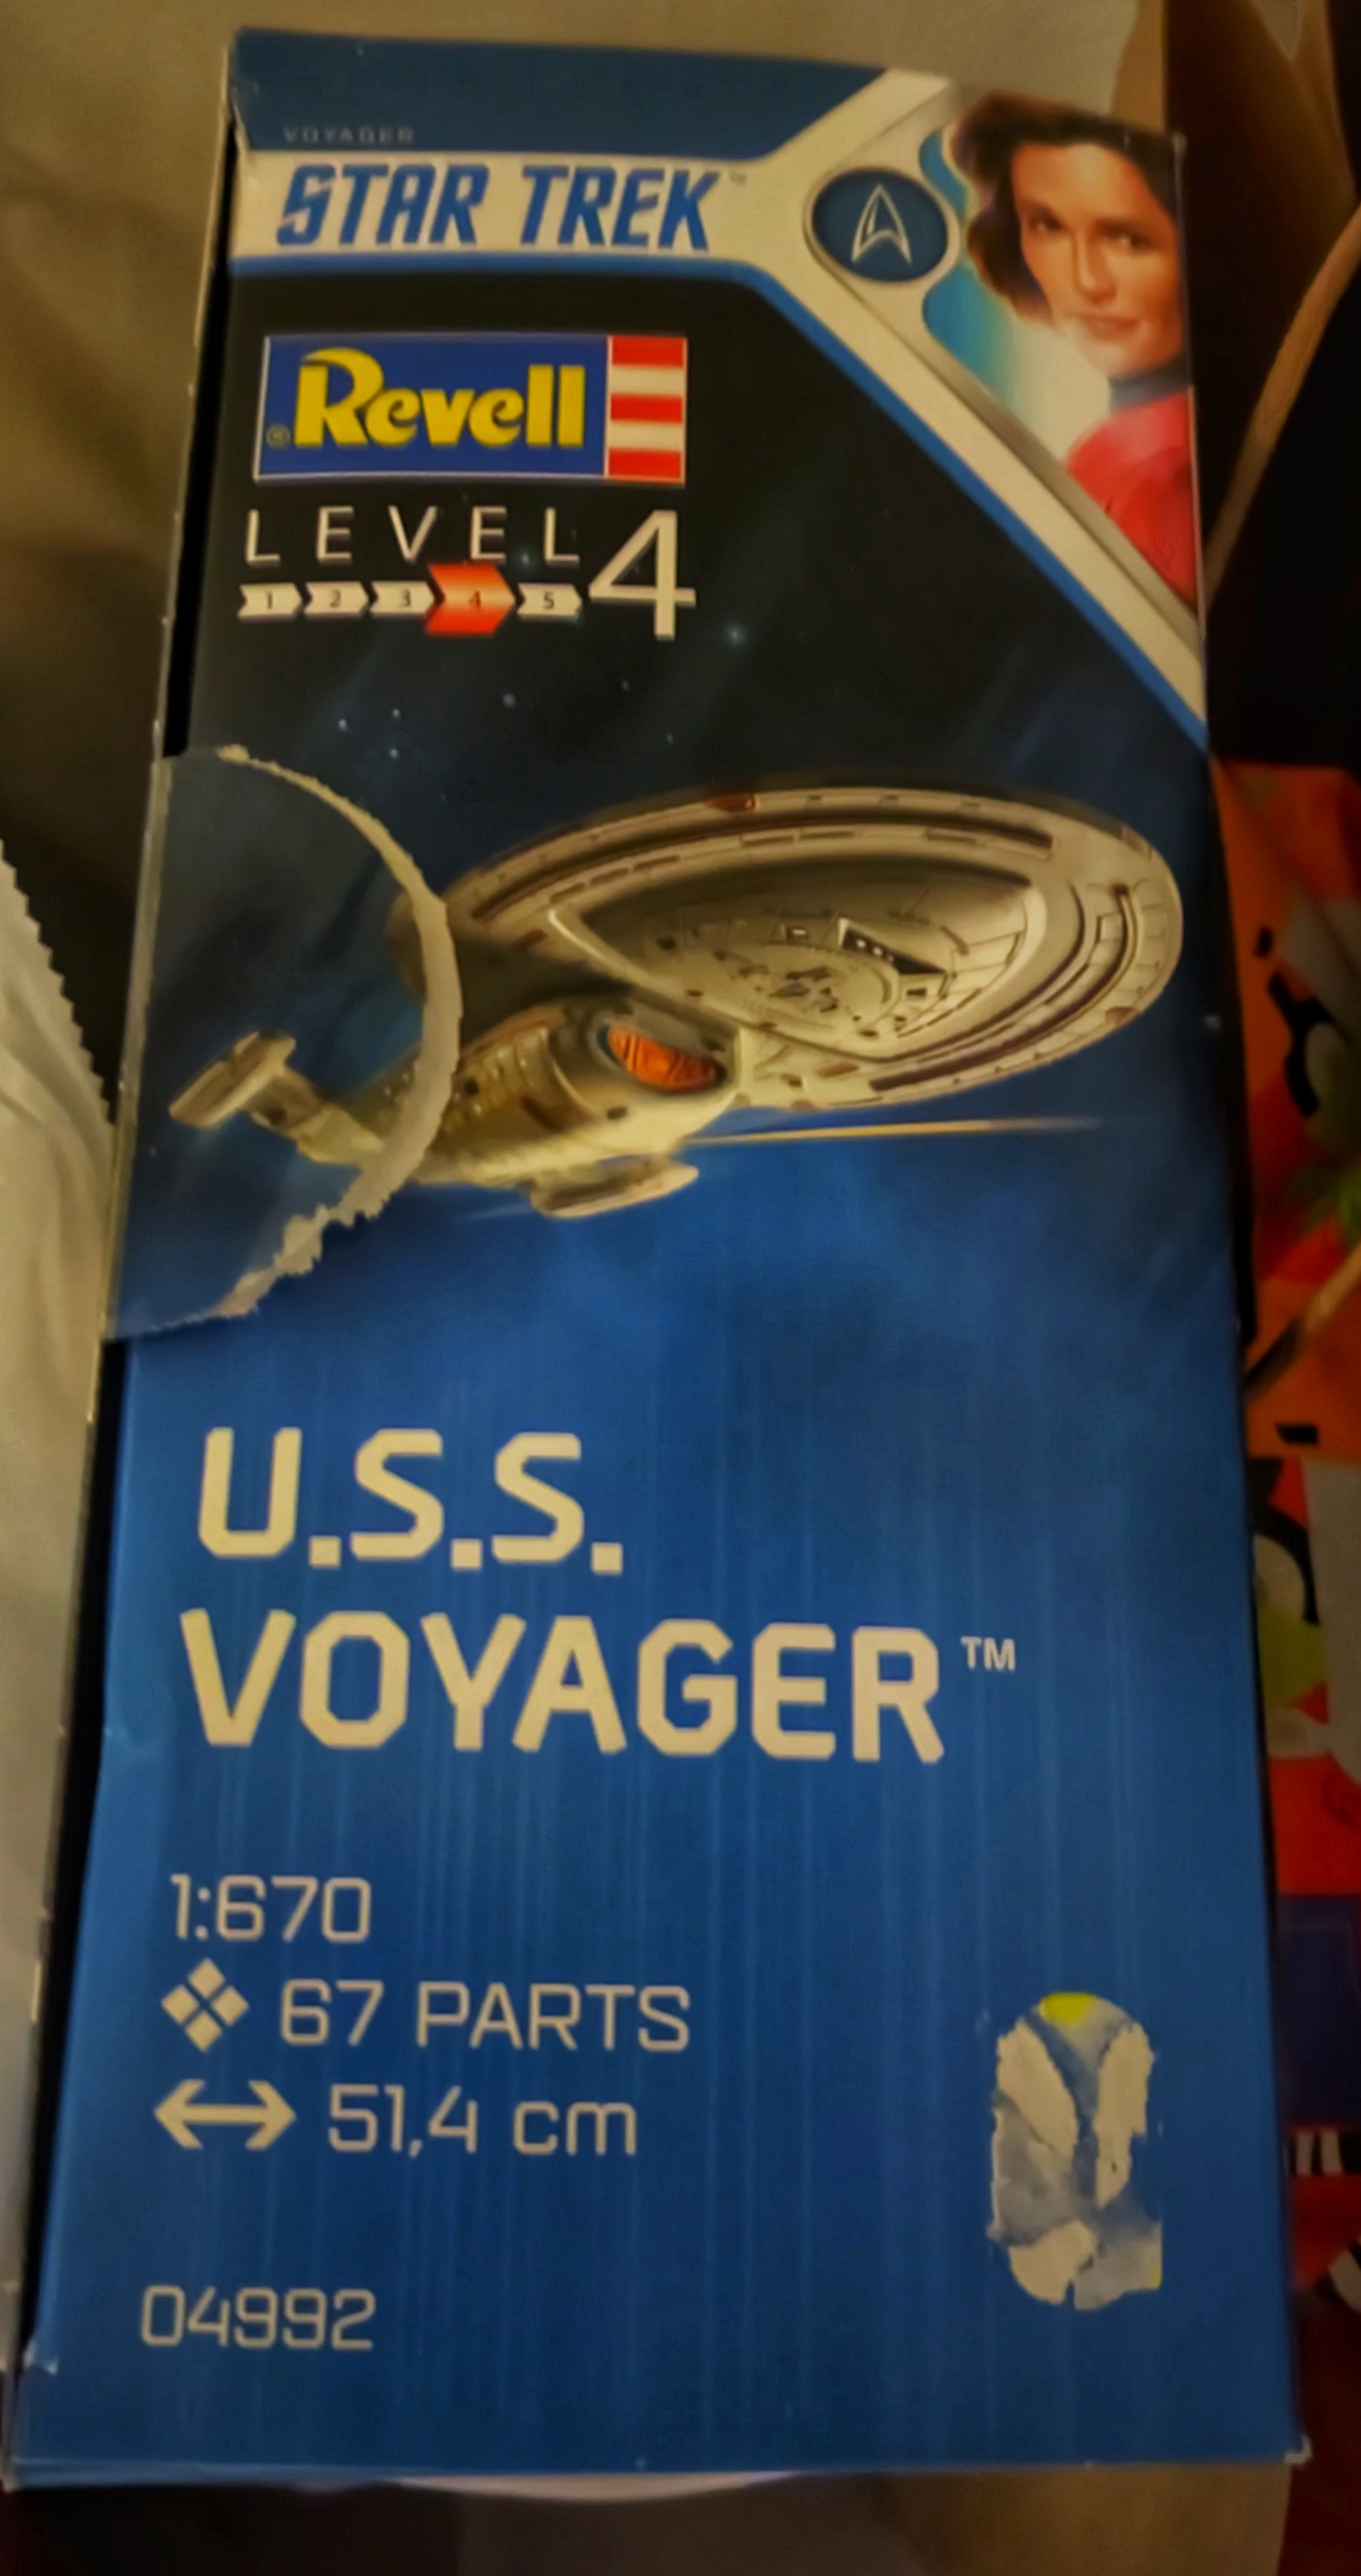 VOYAGER
STAR TREK™
Revell®
LEVEL 4
1 2 3 4 5
U.S.S.
VOYAGER™
1:670
67 PARTS
51,4 cm
04992